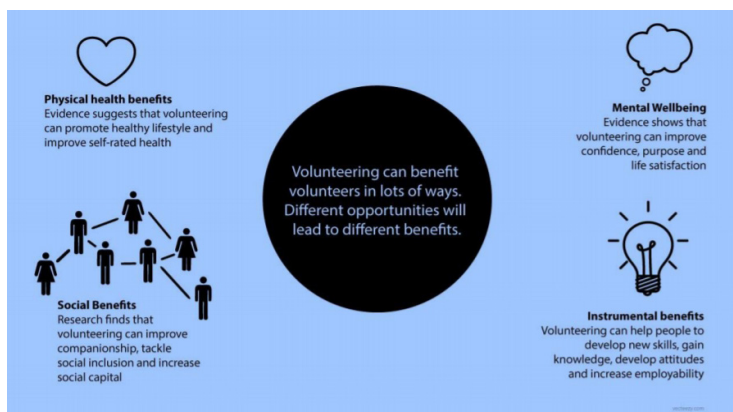 Physical health benefits
Evidence suggests that volunteering
can promote healthy lifestyle and
improve self-rated health
Social Benefits
Research finds that
volunteering can improve
companionship, tackle
social inclusion and increase
social capital
Volunteering can benefit
volunteers in lots of ways.
Different opportunities will
lead to different benefits.
Mental Wellbeing
Evidence shows that
volunteering can improve
confidence, purpose and
life satisfaction
Instrumental benefits
Volunteering can help people to
develop new skills, gain
knowledge, develop attitudes
and increase employability